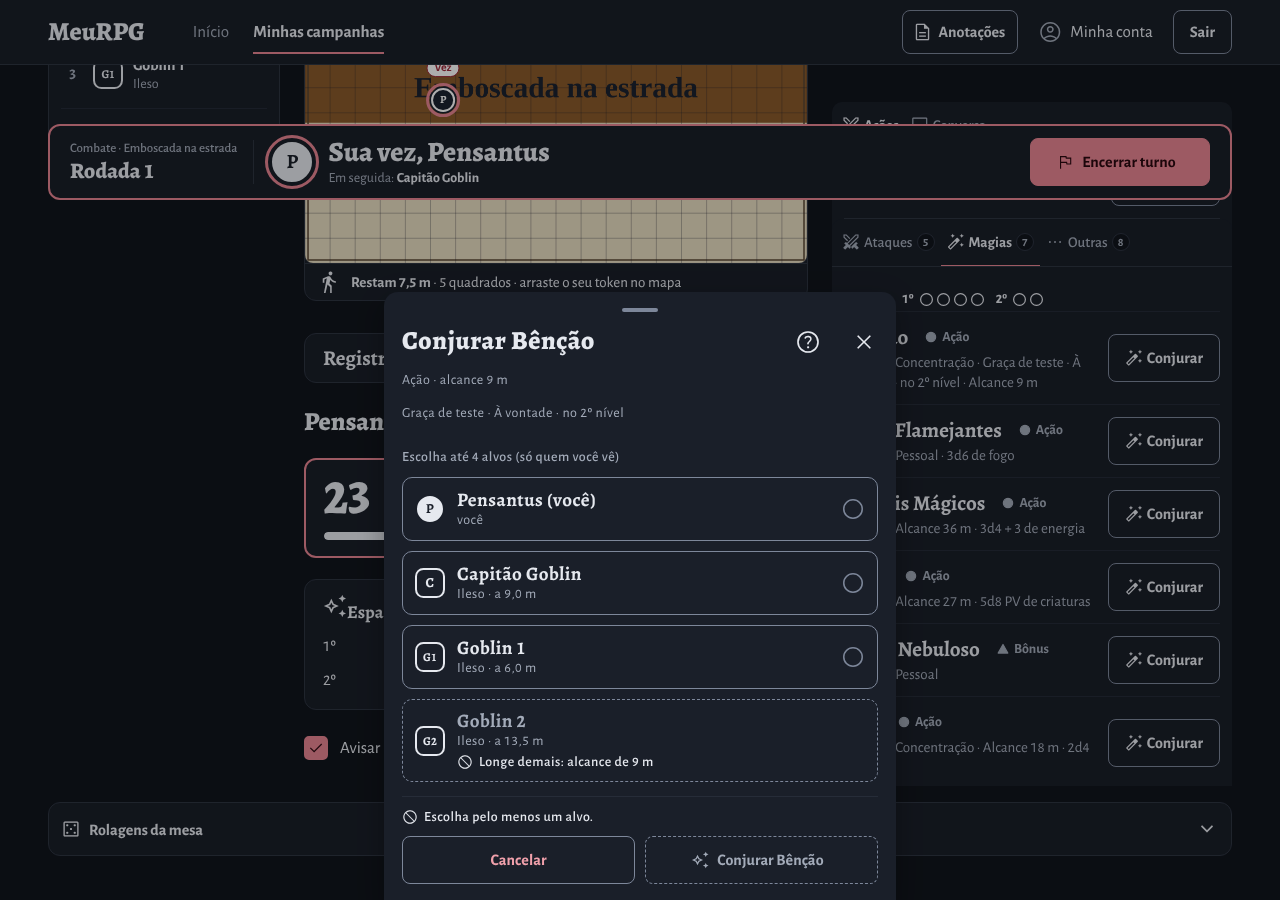 MeuRPG
Início
Minhas campanhas
Anotações
Minha conta
Sair
3
G1
Goblin 1
Ileso
Vez
P
Emboscada na estrada
Ação
Combate · Emboscada na estrada
Rodada 1
P
Sua vez, Pensantus
Em seguida: Capitão Goblin
Encerrar turno
Ataques 5
Magias 7
Outras 8
Restam 7,5 m · 5 quadrados · arraste o seu token no mapa
1º
2º
Ação
Concentração · Graça de teste · À
no 2º nível · Alcance 9 m
Conjurar
Flamejantes
Ação
Pessoal · 3d6 de fogo
Conjurar
is Mágicos
Ação
Alcance 36 m · 3d4 + 3 de energia
Conjurar
Ação
Alcance 27 m · 5d8 PV de criaturas
Conjurar
Nebuloso
Bônus
Pessoal
Conjurar
Ação
Concentração · Alcance 18 m · 2d4
Conjurar
Registr
Pensan
23
Espa
1º
2º
Avisar
Rolagens da mesa
Conjurar Bênção
Ação · alcance 9 m
Graça de teste · À vontade · no 2º nível
Escolha até 4 alvos (só quem você vê)
P
Pensantus (você)
você
C
Capitão Goblin
Ileso · a 9,0 m
G1
Goblin 1
Ileso · a 6,0 m
G2
Goblin 2
Ileso · a 13,5 m
Longe demais: alcance de 9 m
Escolha pelo menos um alvo.
Cancelar
Conjurar Bênção